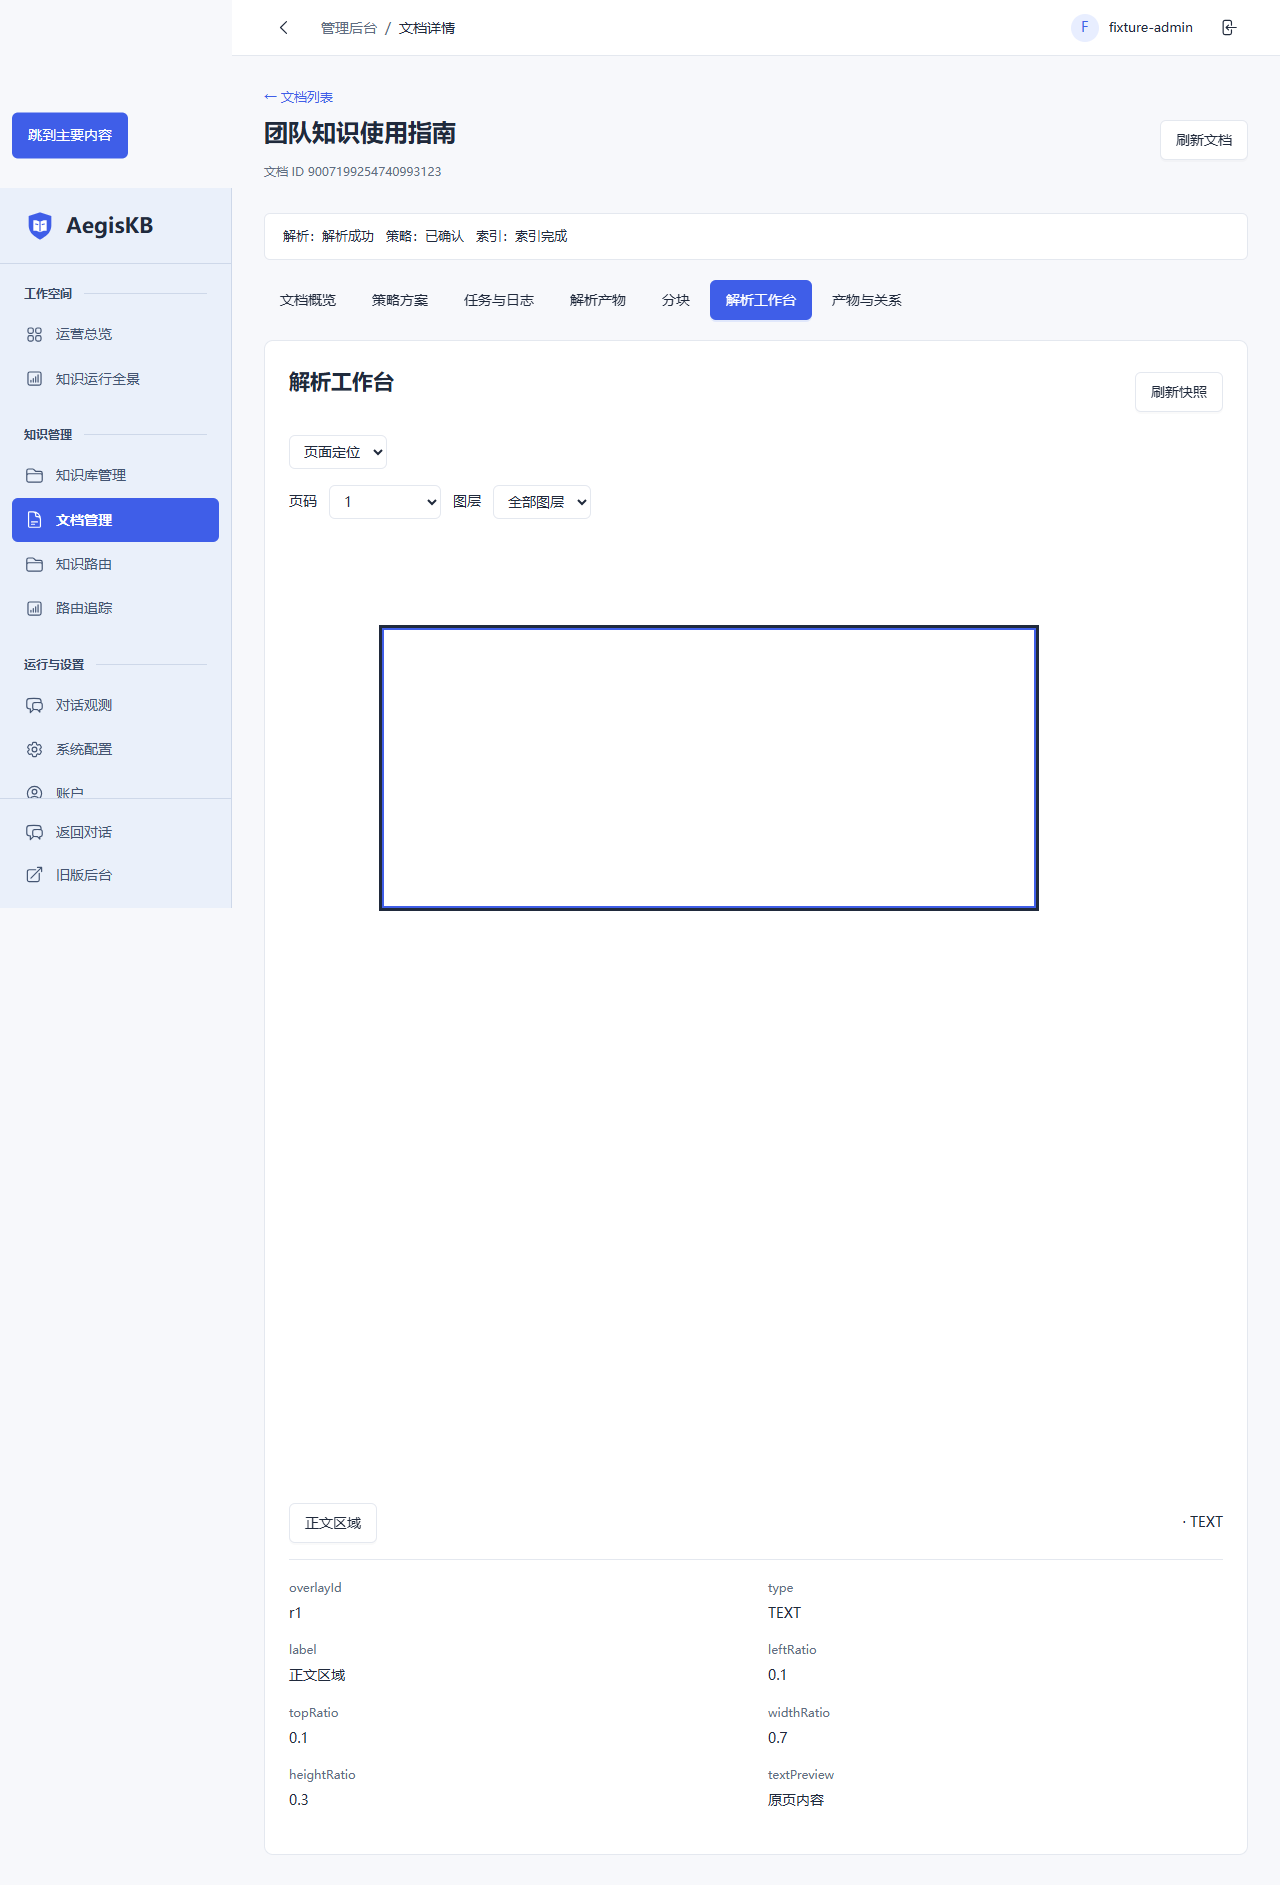 管理后台 / 文档详情
F fixture-admin
跳到主要内容
AegisKB
工作空间
运营总览
知识运行全景
知识管理
知识库管理
文档管理
知识路由
路由追踪
运行与设置
对话观测
系统配置
账户
返回对话
旧版后台
← 文档列表
团队知识使用指南
文档 ID 9007199254740993123
刷新文档
解析：解析成功 策略：已确认 索引：索引完成
文档概览 策略方案 任务与日志 解析产物 分块 解析工作台 产物与关系
解析工作台
刷新快照
页面定位
页码 1 图层 全部图层
正文区域 · TEXT
overlayId type
r1 TEXT
label leftRatio
正文区域 0.1
topRatio widthRatio
0.1 0.7
heightRatio textPreview
0.3 原页内容